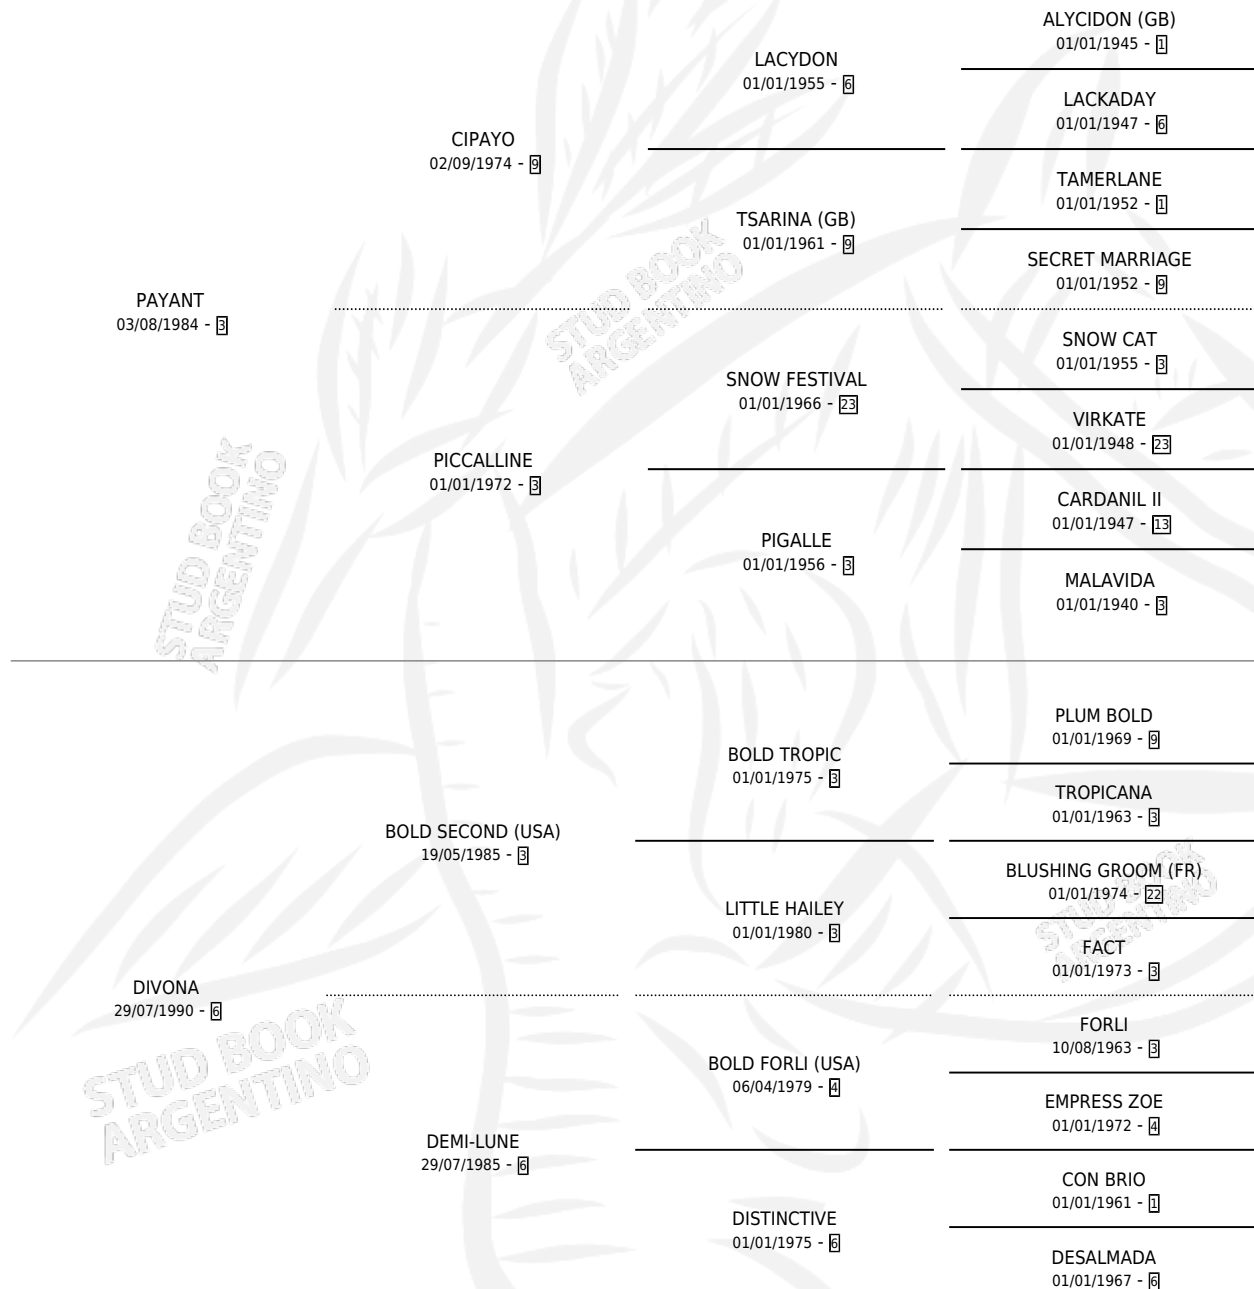 ALYCIDON (GB)
01/01/1945 - 1
LACYDON
01/01/1955 - 6
LACKADAY
01/01/1947 - 6
CIPAYO
02/09/1974 - 9
TAMERLANE
01/01/1952 - 1
TSARINA (GB)
01/01/1961 - 9
SECRET MARRIAGE
01/01/1952 - 9
PAYANT
03/08/1984 - 3
SNOW CAT
01/01/1955 - 3
SNOW FESTIVAL
01/01/1966 - 23
VIRKATE
01/01/1948 - 23
PICCALLINE
01/01/1972 - 3
CARDANIL II
01/01/1947 - 13
PIGALLE
01/01/1956 - 3
MALAVIDA
01/01/1940 - 3
PLUM BOLD
01/01/1969 - 9
BOLD TROPIC
01/01/1975 - 3
TROPICANA
01/01/1963 - 3
BOLD SECOND (USA)
19/05/1985 - 3
BLUSHING GROOM (FR)
01/01/1974 - 22
LITTLE HAILEY
01/01/1980 - 3
FACT
01/01/1973 - 3
DIVONA
29/07/1990 - 6
FORLI
10/08/1963 - 3
BOLD FORLI (USA)
06/04/1979 - 4
EMPRESS ZOE
01/01/1972 - 4
DEMI-LUNE
29/07/1985 - 6
CON BRIO
01/01/1961 - 1
DISTINCTIVE
01/01/1975 - 6
DESALMADA
01/01/1967 - 6
STUD BOOK
ARGENTINO
STUD BOOK
ARGENTINO
STUD BOOK
ARGENTINO
STUD BOOK
ARGENTINO